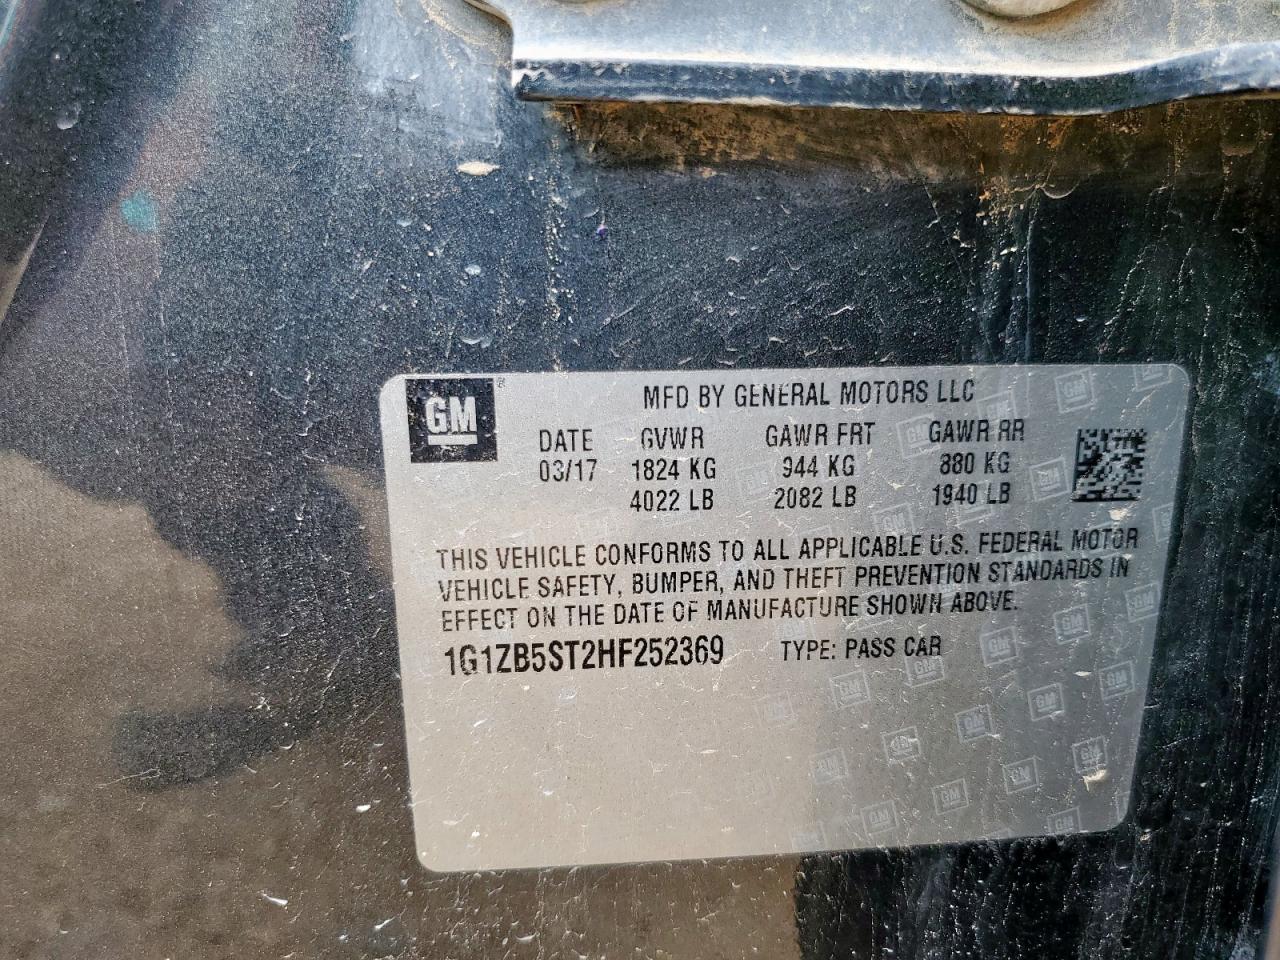 GM
MFD BY GENERAL MOTORS LLC
DATE GVWR GAWR FRT GAWR RR
03/17 1824 KG 944 KG 880 KG
4022 LB 2082 LB 1940 LB
THIS VEHICLE CONFORMS TO ALL APPLICABLE U.S. FEDERAL MOTOR
VEHICLE SAFETY, BUMPER, AND THEFT PREVENTION STANDARDS IN
EFFECT ON THE DATE OF MANUFACTURE SHOWN ABOVE.
1G1ZB5ST2HF252369 TYPE: PASS CAR